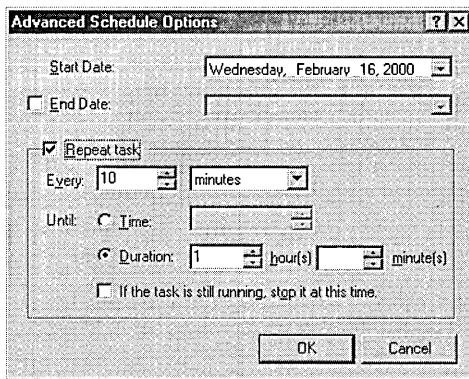 Advanced Schedule Options
Start Date: Wednesday, February 16, 2000
End Date:
Repeat task
Every: 10 minutes
Until: Time:
Duration: 1 hour(s) minute(s)
If the task is still running, stop it at this time.
OK Cancel